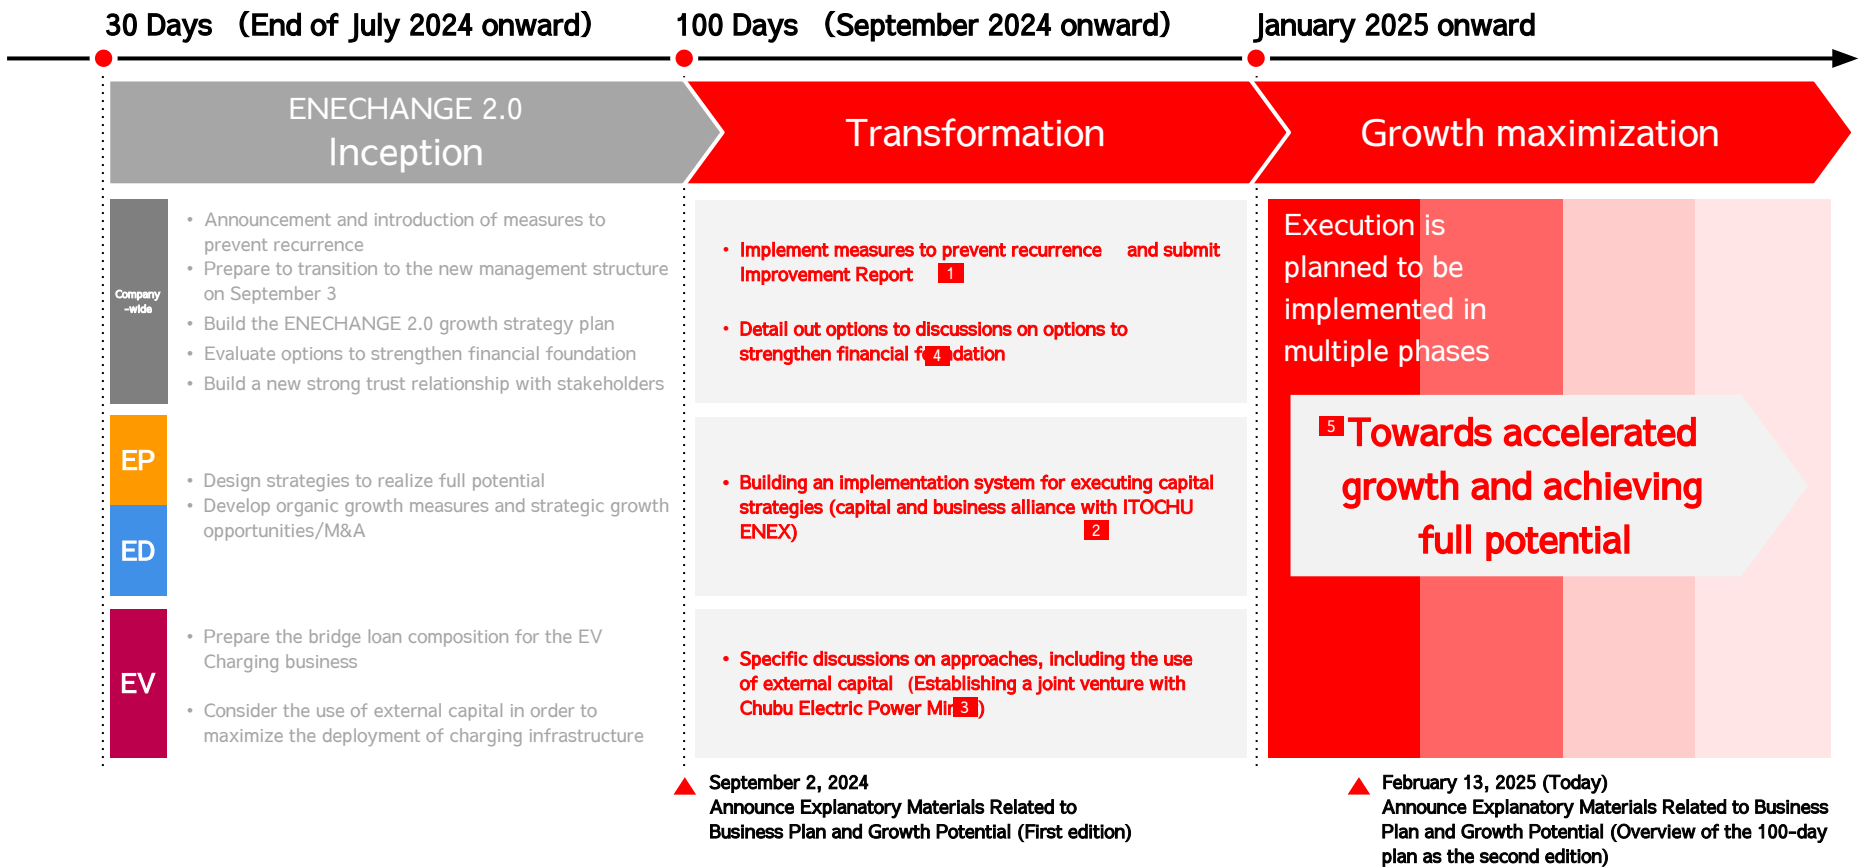 30 Days （End of July 2024 onward）
100 Days （September 2024 onward）
January 2025 onward
ENECHANGE 2.0
Inception
Transformation
Growth maximization
Company
-wide
• Announcement and introduction of measures to
prevent recurrence
• Prepare to transition to the new management structure
on September 3
• Build the ENECHANGE 2.0 growth strategy plan
• Evaluate options to strengthen financial foundation
• Build a new strong trust relationship with stakeholders
• Implement measures to prevent recurrence and submit
Improvement Report 1
• Detail out options to discussions on options to
strengthen financial 4
Execution is
planned to be
implemented in
multiple phases
5 Towards accelerated
growth and achieving
full potential
EP
ED
• Design strategies to realize full potential
• Develop organic growth measures and strategic growth
opportunities/M&A
• Building an implementation system for executing capital
strategies (capital and business alliance with ITOCHU
ENEX) 2
EV
• Prepare the bridge loan composition for the EV
Charging business
• Consider the use of external capital in order to
maximize the deployment of charging infrastructure
• Specific discussions on approaches, including the use
of external capital （Establishing a joint venture with
Chubu Electric Power 3 ）
September 2, 2024
Announce Explanatory Materials Related to
Business Plan and Growth Potential (First edition)
February 13, 2025 (Today)
Announce Explanatory Materials Related to Business
Plan and Growth Potential (Overview of the 100-day
plan as the second edition)